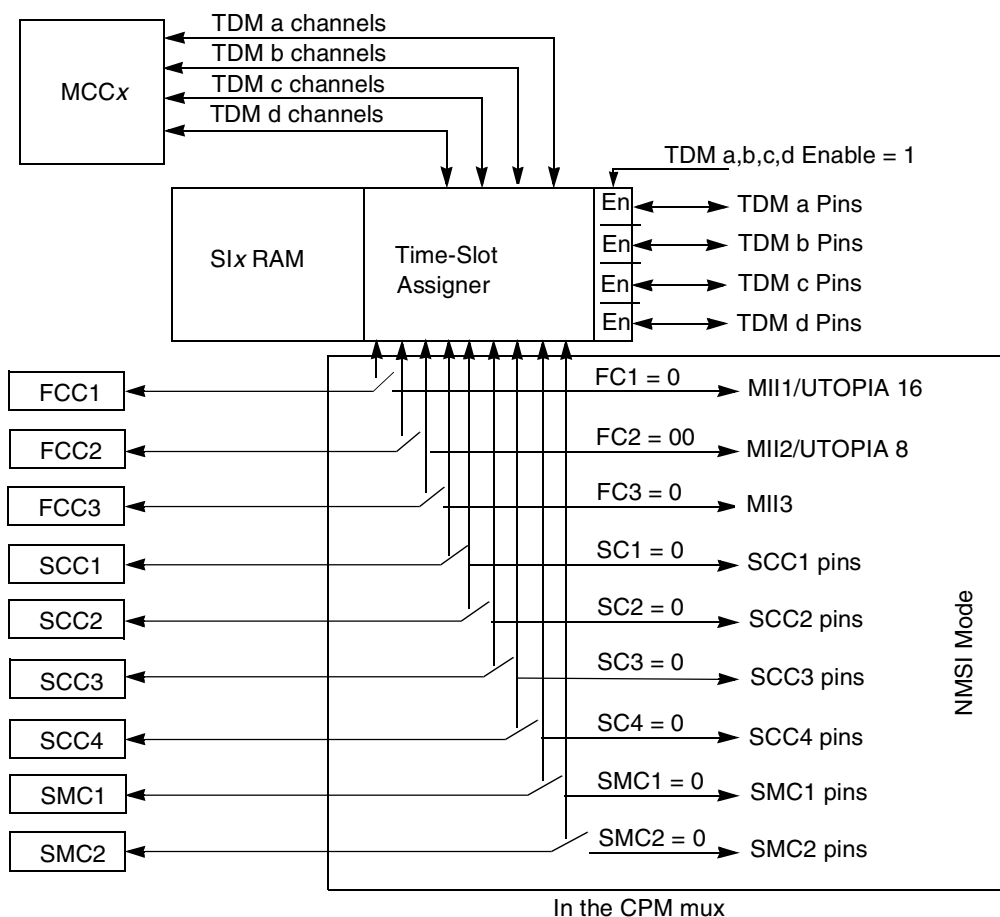 TDM a channels
TDM b channels
TDM c channels
TDM d channels
MCCx
TDM a,b,c,d Enable = 1
SIx RAM
Time-Slot
Assigner
En
TDM a Pins
En
TDM b Pins
En
TDM c Pins
En
TDM d Pins
FCC1
FC1 = 0
MII1/UTOPIA 16
FCC2
FC2 = 00
MII2/UTOPIA 8
FCC3
FC3 = 0
MII3
SCC1
SC1 = 0
SCC1 pins
SCC2
SC2 = 0
SCC2 pins
SCC3
SC3 = 0
SCC3 pins
SCC4
SC4 = 0
SCC4 pins
SMC1
SMC1 = 0
SMC1 pins
SMC2
SMC2 = 0
SMC2 pins
NMSI Mode
In the CPM mux